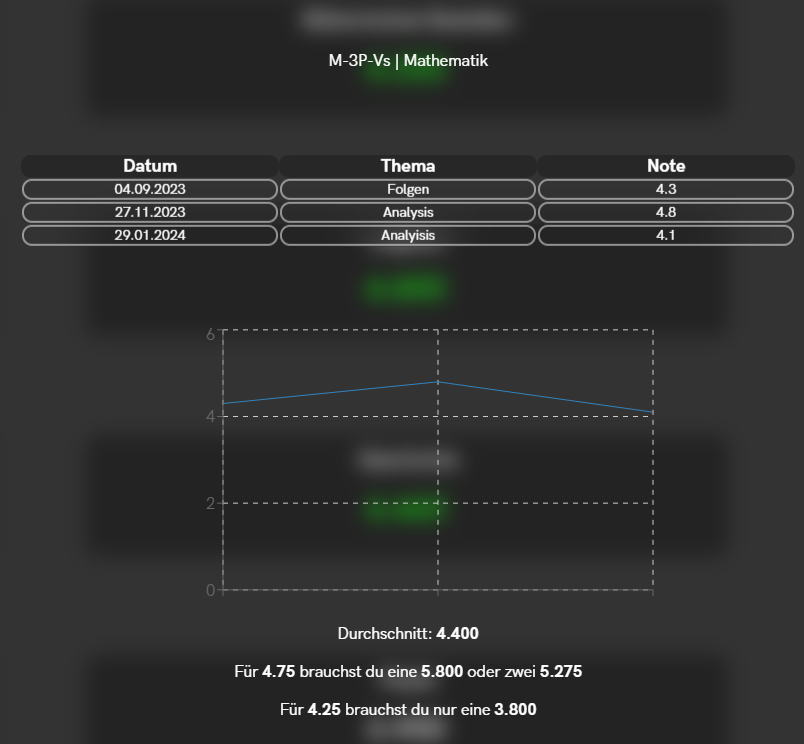 M-3P-Vs | Mathematik
Datum Thema Note
04.09.2023 Folgen 4.3
27.11.2023 Analysis 4.8
29.01.2024 Analyisis 4.1
6
4
2
0
Durchschnitt: 4.400
Für 4.75 brauchst du eine 5.800 oder zwei 5.275
Für 4.25 brauchst du nur eine 3.800